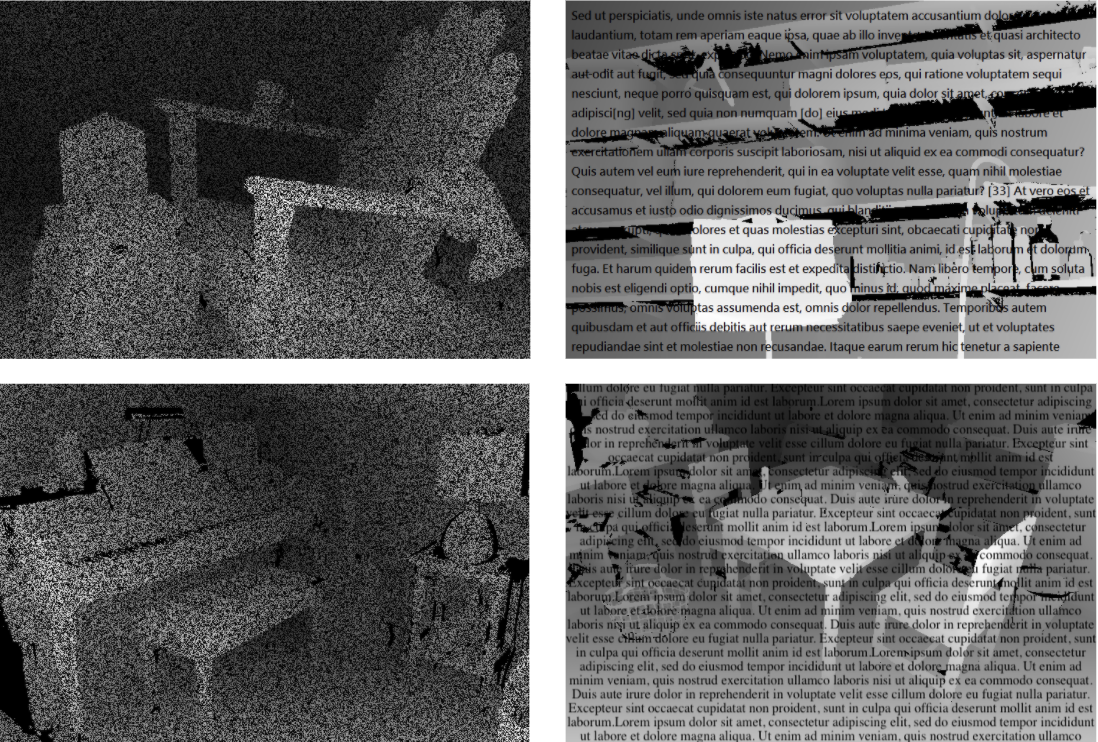 Sed ut perspiciatis, unde omnis iste natus error sit voluptatem accusantium
laudantium, totam rem aperiam eaque ipsa, quae ab illo et quasi architecto
beatae vitae dicta Nemo enim ipsam voluptatem, quia voluptas sit, aspernatur
aut odit aut fugit, sed quia consequuntur magni dolores eos, qui ratione voluptatem sequi
nesciunt, neque porro quisquam est, qui dolorem ipsum, quia dolor sit amet,
adipisci[ng] velit, sed quia non numquam [do] eius et
dolore magnam aliquam quaerat enim ad minima veniam, quis nostrum
exercitationem ullam corporis suscipit laboriosam, nisi ut aliquid ex ea commodi consequatur?
Quis autem vel eum iure reprehenderit, qui in ea voluptate velit esse, quam nihil molestiae
consequatur, vel illum, qui dolorem eum fugiat, quo voluptas nulla pariatur? [33] At vero eos et
accusamus et iusto odio dignissimos ducimus, qui
dolores et quas molestias excepturi sint, obcaecati cupiditate non
provident, similique sunt in culpa, qui officia deserunt mollitia animi, id est laborum et dolorum
fuga. Et harum quidem rerum facilis est et expedita distinctio. Nam libero tempore, cum soluta
nobis est eligendi optio, cumque nihil impedit, quo minus id, quod maxime placeat, facere
possimus, omnis voluptas assumenda est, omnis dolor repellendus. Temporibus autem
quibusdam et aut officiis debitis aut rerum necessitatibus saepe eveniet, ut et voluptates
repudiandae sint et molestiae non recusandae. Itaque earum rerum hic tenetur a sapiente
illum dolore eu fugiat nulla pariatur. Excepteur sint occaecat cupidatat non proident, sunt in culpa
qui officia deserunt mollit anim id est laborum.Lorem ipsum dolor sit amet, consectetur adipiscing
sed do eiusmod tempor incididunt ut labore et dolore magna aliqua. Ut enim ad minim veniam,
quis nostrud exercitation ullamco laboris nisi ut aliquip ex ea commodo consequat. Duis aute irure
dolor in reprehenderit in voluptate velit esse cillum dolore eu fugiat nulla pariatur. Excepteur sint
occaecat cupidatat non proident, sunt in culpa qui officia deserunt mollit anim id est
laborum.Lorem ipsum dolor sit amet, consectetur adipiscing elit, sed do eiusmod tempor incididunt
ut labore et dolore magna aliqua. Ut enim ad minim veniam, quis nostrud exercitation ullamco
laboris nisi ut aliquip ex ea commodo consequat. Duis aute irure dolor in reprehenderit in voluptate
velit esse cillum dolore eu fugiat nulla pariatur. Excepteur sint occaecat cupidatat non proident, sunt
in culpa qui officia deserunt mollit anim id est laborum.Lorem ipsum dolor sit amet, consectetur
adipiscing elit, sed do eiusmod tempor incididunt ut labore et dolore magna aliqua. Ut enim ad
minim veniam, quis nostrud exercitation ullamco laboris nisi ut aliquip ex ea commodo consequat.
Duis aute irure dolor in reprehenderit in voluptate velit esse cillum dolore eu fugiat nulla pariatur.
Excepteur sint occaecat cupidatat non proident, sunt in culpa qui officia deserunt mollit anim id est
laborum.Lorem ipsum dolor sit amet, consectetur adipiscing elit, sed do eiusmod tempor incididunt
ut labore et dolore magna aliqua. Ut enim ad minim veniam, quis nostrud exercitation ullamco
laboris nisi ut aliquip ex ea commodo consequat. Duis aute irure dolor in reprehenderit in voluptate
velit esse cillum dolore eu fugiat nulla pariatur. Excepteur sint occaecat cupidatat non proident, sunt
in culpa qui officia deserunt mollit anim id est laborum.Lorem ipsum dolor sit amet, consectetur
adipiscing elit, sed do eiusmod tempor incididunt ut labore et dolore magna aliqua. Ut enim ad
minim veniam, quis nostrud exercitation ullamco laboris nisi ut aliquip ex ea commodo consequat.
Duis aute irure dolor in reprehenderit in voluptate velit esse cillum dolore eu fugiat nulla pariatur.
Excepteur sint occaecat cupidatat non proident, sunt in culpa qui officia deserunt mollit anim id est
laborum.Lorem ipsum dolor sit amet, consectetur adipiscing elit, sed do eiusmod tempor incididunt
ut labore et dolore magna aliqua. Ut enim ad minim veniam, quis nostrud exercitation ullamco